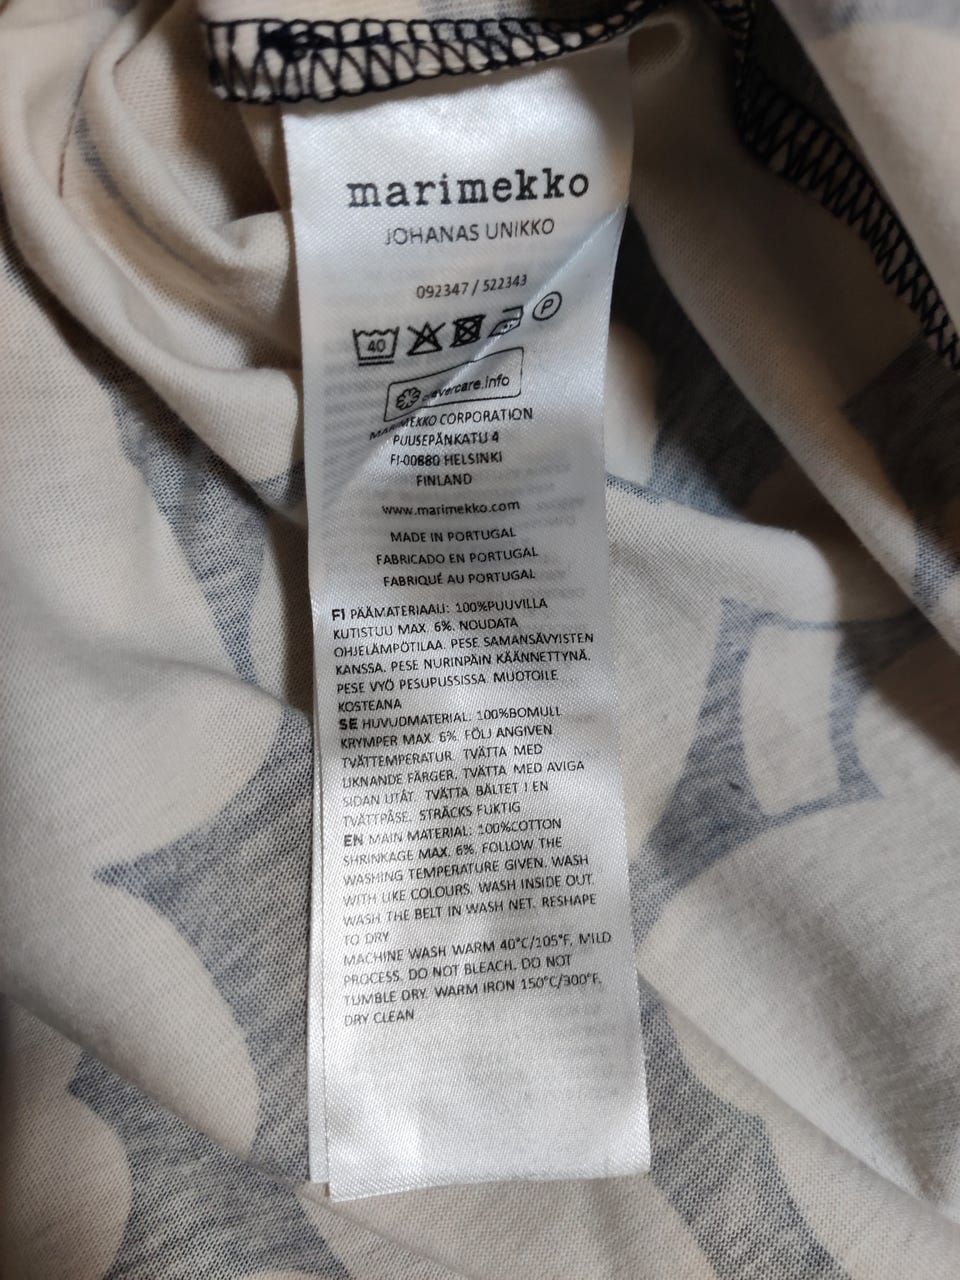 marimekko
JOHANAS UNIKKO
092347 / 522343
40 P
clevercare.info
MARIMEKKO CORPORATION
PUUSEPÄNKATU 4
FI-00880 HELSINKI
FINLAND
www.marimekko.com
MADE IN PORTUGAL
FABRICADO EN PORTUGAL
FABRIQUÉ AU PORTUGAL
FI PÄÄMATERIAALI: 100%PUUVILLA
KUTISTUU MAX. 6%. NOUDATA
OHJELÄMPÖTILAA. PESE SAMANSÄVYISTEN
KANSSA. PESE NURINPÄIN KÄÄNNETTYNÄ.
PESE VYÖ PESUPUSSISSA. MUOTOILE
KOSTEANA
SE HUVUDMATERIAL: 100%BOMULL
KRYMPER MAX. 6%. FÖLJ ANGIVEN
TVÄTTEMPERATUR. TVÄTTA MED
LIKNANDE FÄRGER. TVÄTTA MED AVIGA
SIDAN UTÅT. TVÄTTA BÄLTET I EN
TVÄTTPÅSE. STRÄCKS FUKTIG
EN MAIN MATERIAL: 100%COTTON
SHRINKAGE MAX. 6%. FOLLOW THE
WASHING TEMPERATURE GIVEN. WASH
WITH LIKE COLOURS. WASH INSIDE OUT.
WASH THE BELT IN WASH NET. RESHAPE
TO DRY
MACHINE WASH WARM 40°C/105°F, MILD
PROCESS. DO NOT BLEACH. DO NOT
TUMBLE DRY. WARM IRON 150°C/300°F.
DRY CLEAN